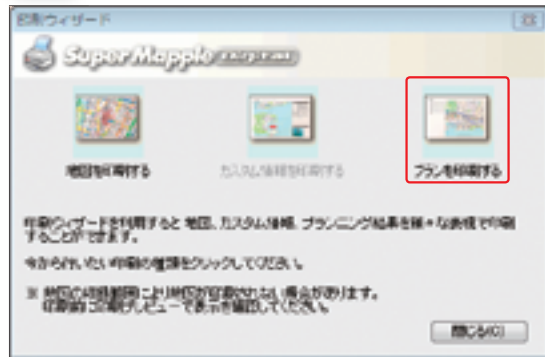 印刷ウィザード
Super Mapple
地図を印刷する
カスタム情報を印刷する
プランを印刷する
印刷ウィザードを利用すると 地図、カスタム情報、プランニング結果を様々な表現で印刷
することができます。
今から行いたい印刷の種類をクリックしてください。
※ 地図の印刷範囲により地図が印刷されない場合があります。
印刷前に印刷プレビューで表示を確認してください。
閉じる(C)